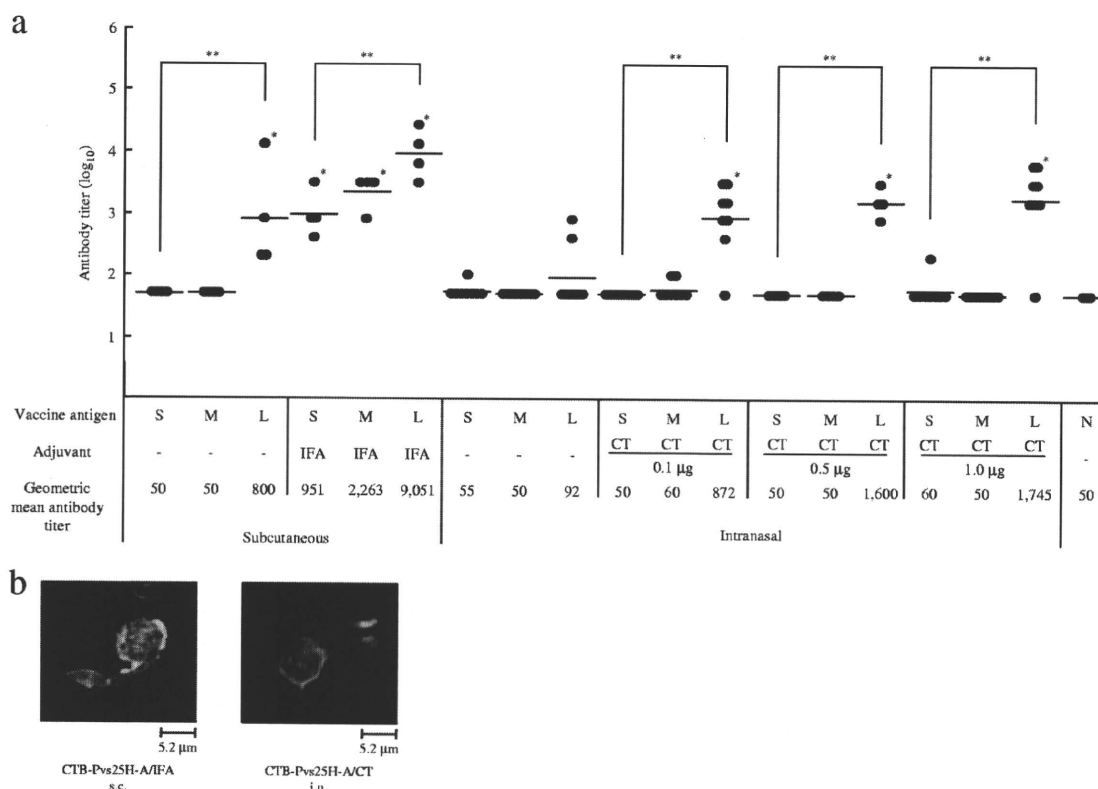 a
6
** ** ** ** **
5
* * * * * * *
4
3
2
1
Antibody titer (log10)
Vaccine antigen S M L S M L S M L S M L S M L S M L N
Adjuvant - - - IFA IFA IFA - - - CT CT CT CT CT CT CT CT CT -
0.1 μg 0.5 μg 1.0 μg
Geometric
mean antibody
titer
50 50 800 951 2,263 9,051 55 50 92 50 60 872 50 50 1,600 60 50 1,745 50
Subcutaneous Intranasal
b
5.2 μm 5.2 μm
CTB-Pvs25H-A/IFA CTB-Pvs25H-A/CT
s.c. i.n.